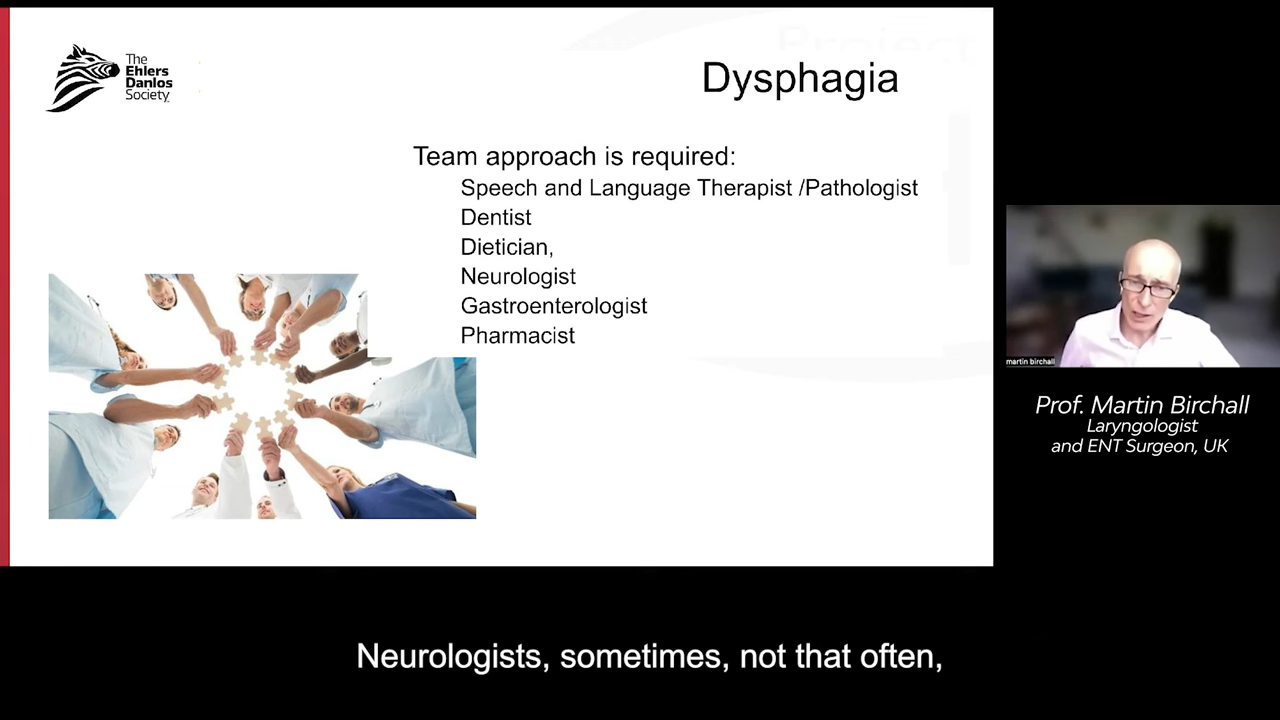 The
Ehlers
Danlos
Society
Dysphagia
Team approach is required:
Speech and Language Therapist /Pathologist
Dentist
Dietician,
Neurologist
Gastroenterologist
Pharmacist
martin birchall
Prof. Martin Birchall
Laryngologist
and ENT Surgeon, UK
Neurologists, sometimes, not that often,